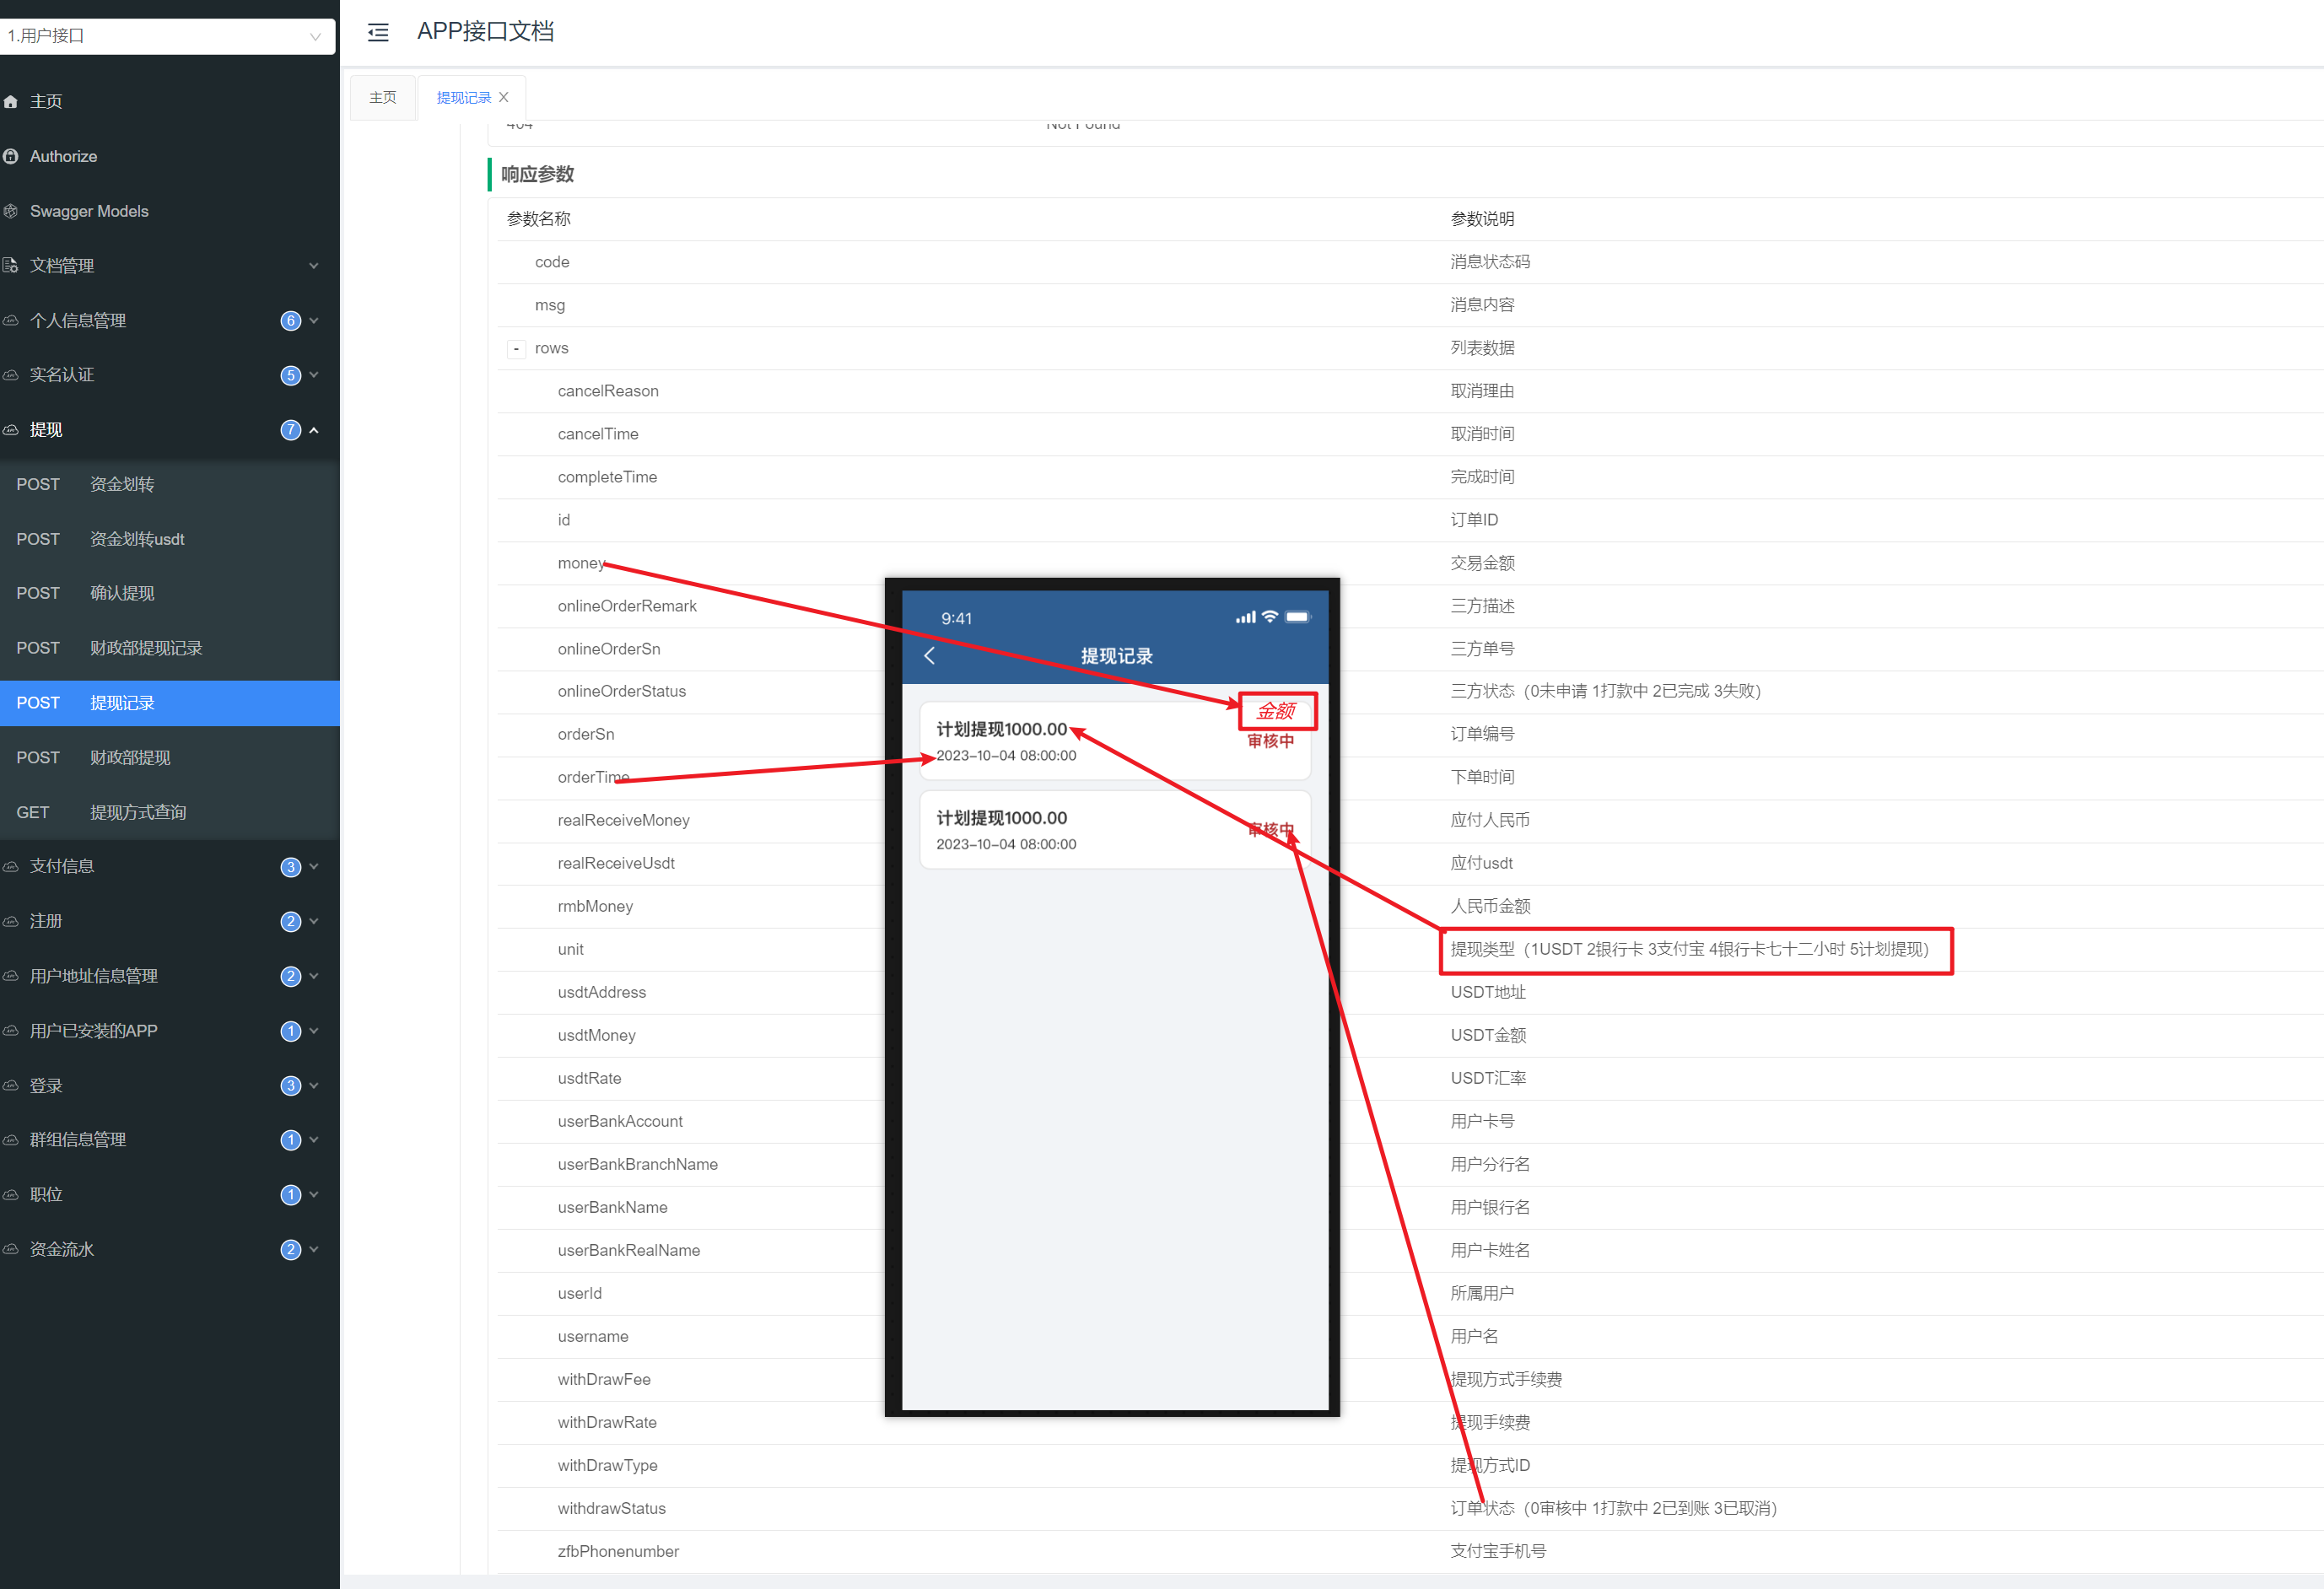 1.用户接口
主页
Authorize
Swagger Models
文档管理
个人信息管理 6
实名认证 5
提现 7
POST 资金划转
POST 资金划转usdt
POST 确认提现
POST 财政部提现记录
POST 提现记录
POST 财政部提现
GET 提现方式查询
支付信息 3
注册 2
用户地址信息管理 2
用户已安装的APP 1
登录 3
群组信息管理 1
职位 1
资金流水 2
APP接口文档
主页 提现记录
404 Not Found
响应参数
参数名称 参数说明
code 消息状态码
msg 消息内容
- rows 列表数据
cancelReason 取消理由
cancelTime 取消时间
completeTime 完成时间
id 订单ID
money 交易金额
onlineOrderRemark 三方描述
onlineOrderSn 三方单号
onlineOrderStatus 三方状态（0未申请 1打款中 2已完成 3失败）
orderSn 订单编号
orderTime 下单时间
realReceiveMoney 应付人民币
realReceiveUsdt 应付usdt
rmbMoney 人民币金额
unit 提现类型（1USDT 2银行卡 3支付宝 4银行卡七十二小时 5计划提现）
usdtAddress USDT地址
usdtMoney USDT金额
usdtRate USDT汇率
userBankAccount 用户卡号
userBankBranchName 用户分行名
userBankName 用户银行名
userBankRealName 用户卡姓名
userId 所属用户
username 用户名
withDrawFee 提现方式手续费
withDrawRate 提现手续费
withDrawType 提现方式ID
withdrawStatus 订单状态（0审核中 1打款中 2已到账 3已取消）
zfbPhonenumber 支付宝手机号
9:41
提现记录
金额
计划提现1000.00
审核中
2023-10-04 08:00:00
计划提现1000.00
审核中
2023-10-04 08:00:00